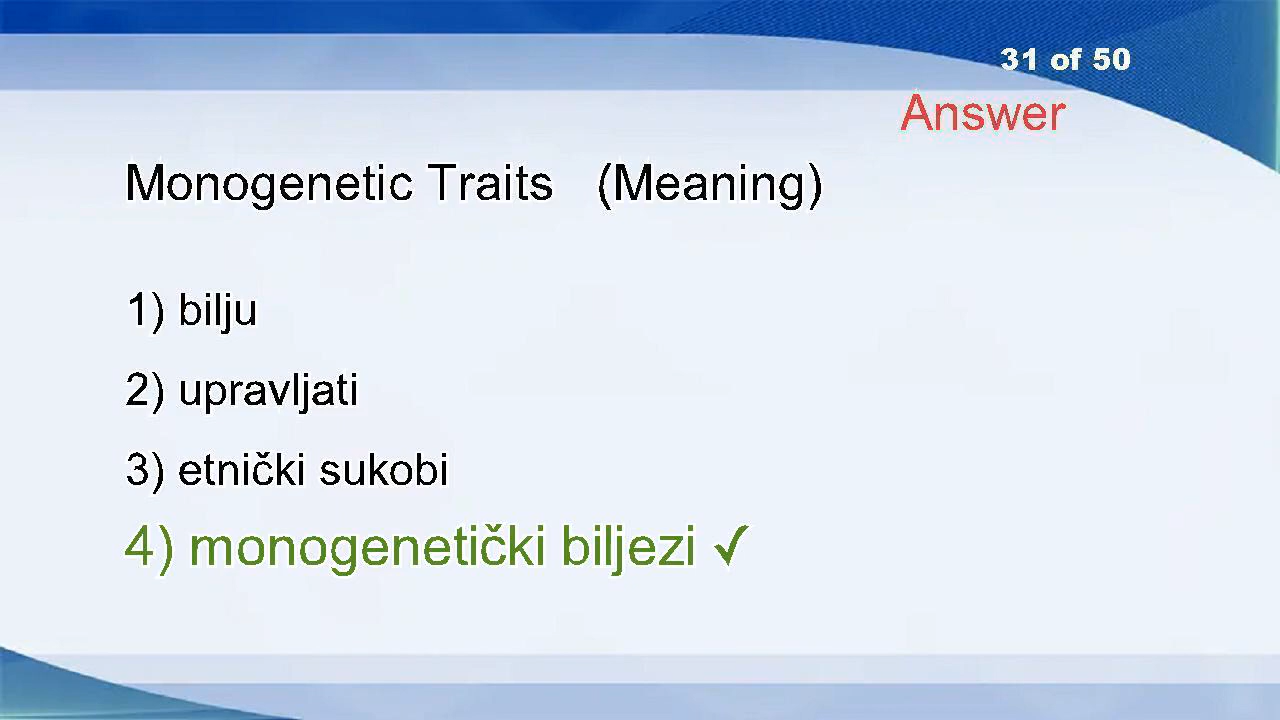 31 of 50
Answer
Monogenetic Traits (Meaning)
1) bilju
2) upravljati
3) etnički sukobi
4) monogenetički biljezi ✓